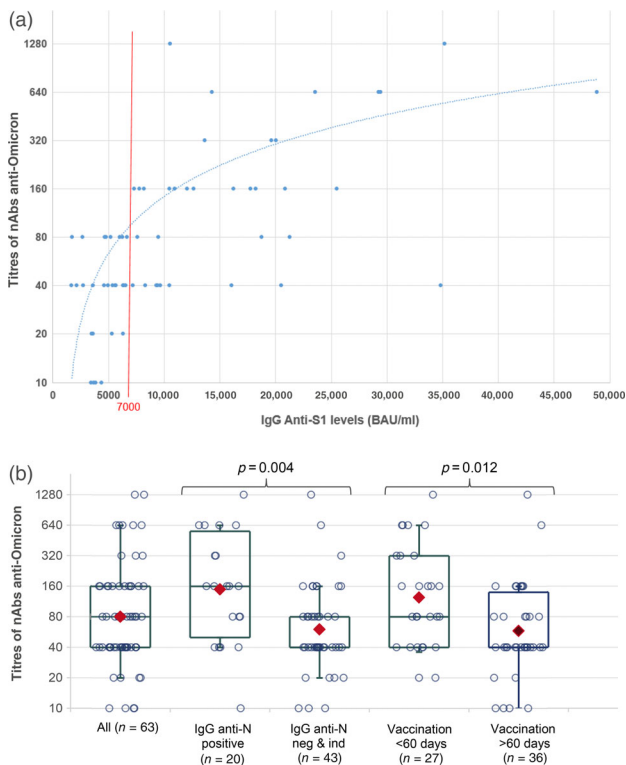 (a)
Titres of nAbs anti-Omicron
1280
640
320
160
80
40
20
10
0
5000
10,000
15,000
20,000
25,000
30,000
35,000
40,000
45,000
50,000
7000
IgG Anti-S1 levels (BAU/ml)
(b)
p = 0.004
p = 0.012
Titres of nAbs anti-Omicron
1280
640
320
160
80
40
20
10
All (n = 63)
IgG anti-N
positive
(n = 20)
IgG anti-N
neg & ind
(n = 43)
Vaccination
<60 days
(n = 27)
Vaccination
>60 days
(n = 36)